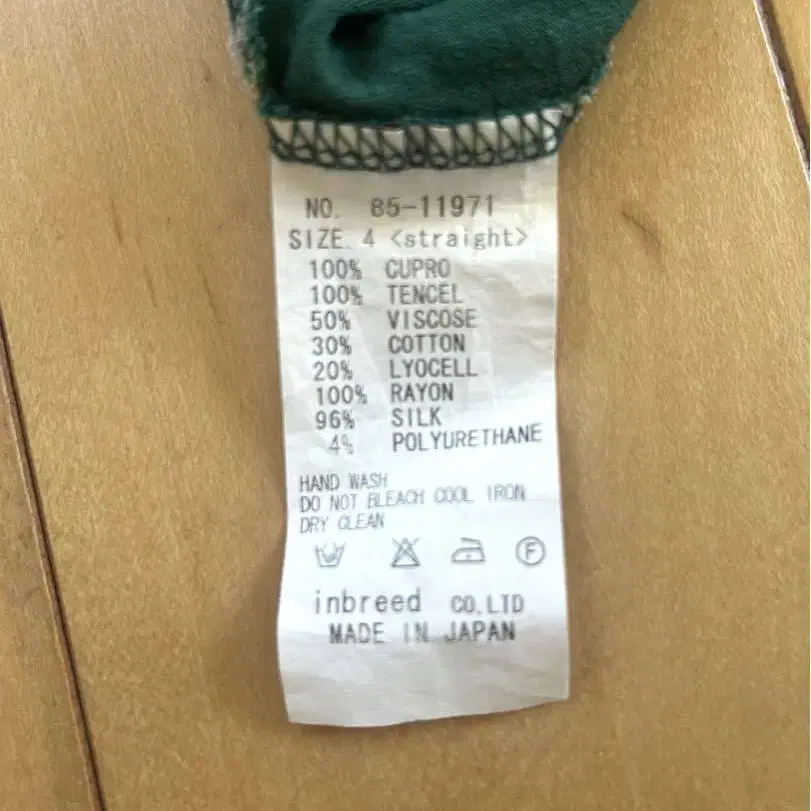 NO. 85-11971
SIZE. 4 <straight>
100% CUPRO
100% TENCEL
50% VISCOSE
30% COTTON
20% LYOCELL
100% RAYON
96% SILK
4% POLYURETHANE
HAND WASH
DO NOT BLEACH COOL IRON
DRY CLEAN
F
inbreed CO.LTD
MADE IN JAPAN